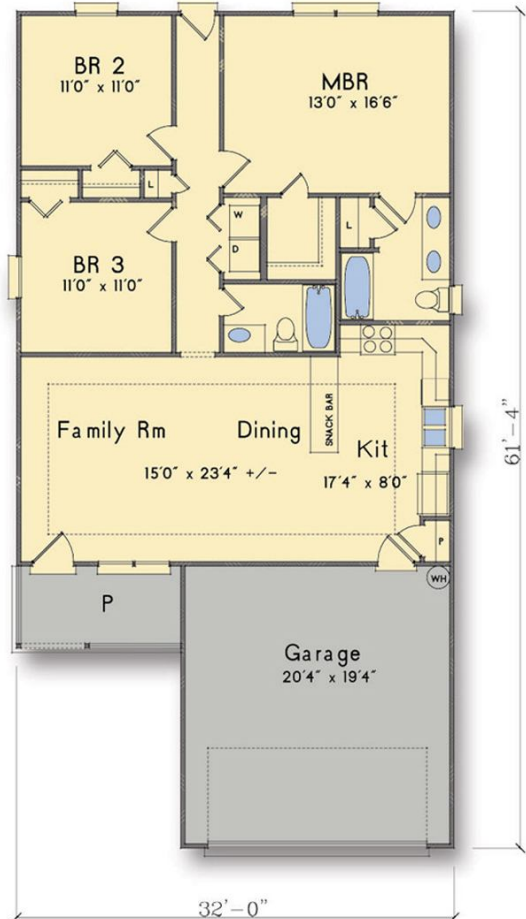 BR 2
11'0" x 11'0"
MBR
13'0" x 16'6"
L
W
D
L
BR 3
11'0" x 11'0"
Family Rm
Dining
SNACK BAR
Kit
15'0" x 23'4" +/-
17'4" x 8'0"
61'-4"
P
WH
P
Garage
20'4" x 19'4"
32'-0"